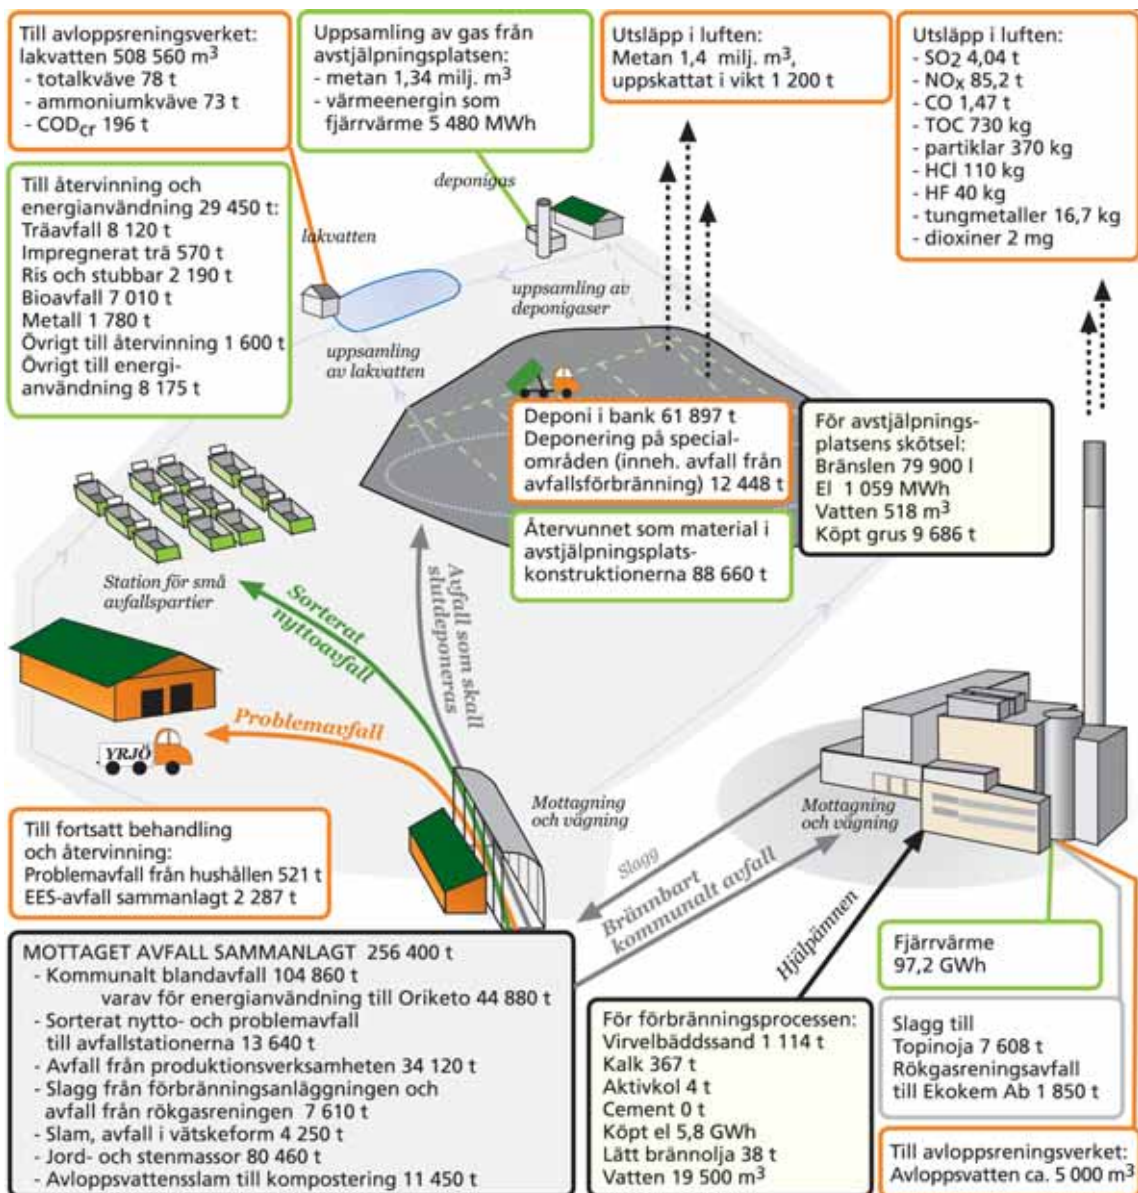 Till avloppsreningsverket:
lakvatten 508 560 m³
- totalkväve 78 t
- ammoniumkväve 73 t
- CODcr 196 t
Uppsamling av gas från
avstjälpningsplatsen:
- metan 1,34 milj. m³
- värmeenergin som
fjärrvärme 5 480 MWh
Utsläpp i luften:
Metan 1,4 milj. m³,
uppskattat i vikt 1 200 t
Utsläpp i luften:
- SO2 4,04 t
- NOx 85,2 t
- CO 1,47 t
- TOC 730 kg
- partiklar 370 kg
- HCl 110 kg
- HF 40 kg
- tungmetaller 16,7 kg
- dioxiner 2 mg
Till återvinning och
energianvändning 29 450 t:
Träavfall 8 120 t
Impregnerat trä 570 t
Ris och stubbar 2 190 t
Bioavfall 7 010 t
Metall 1 780 t
Övrigt till återvinning 1 600 t
Övrigt till energi-
användning 8 175 t
deponigas
lakvatten
uppsamling av
deponigaser
uppsamling
av lakvatten
Deponi i bank 61 897 t
Deponering på special-
områden (inneh. avfall från
avfallsförbränning) 12 448 t
Återvunnet som material i
avstjälpningsplats-
konstruktionerna 88 660 t
För avstjälpnings-
platsens skötsel:
Bränslen 79 900 l
El 1 059 MWh
Vatten 518 m³
Köpt grus 9 686 t
Station för små
avfallspartier
Sorterat
nyttoavfall
Avfall som skall
slutdeponeras
Problemavfall
YRJÖ
Mottagning
och vägning
Mottagning
och vägning
Slagg
Brännbart
kommunalt avfall
Hjälpämnen
Till fortsatt behandling
och återvinning:
Problemavfall från hushållen 521 t
EES-avfall sammanlagt 2 287 t
MOTTAGET AVFALL SAMMANLAGT 256 400 t
- Kommunalt blandavfall 104 860 t
varav för energianvändning till Oriketo 44 880 t
- Sorterat nytto- och problemavfall
till avfallstationerna 13 640 t
- Avfall från produktionsverksamheten 34 120 t
- Slagg från förbränningsanläggningen och
avfall från rökgasreningen 7 610 t
- Slam, avfall i vätskeform 4 250 t
- Jord- och stenmassor 80 460 t
- Avloppsvattensslam till kompostering 11 450 t
För förbränningsprocessen:
Virvelbäddssand 1 114 t
Kalk 367 t
Aktivkol 4 t
Cement 0 t
Köpt el 5,8 GWh
Lätt brännolja 38 t
Vatten 19 500 m³
Fjärrvärme
97,2 GWh
Slagg till
Topinoja 7 608 t
Rökgasreningsavfall
till Ekokem Ab 1 850 t
Till avloppsreningsverket:
Avloppsvatten ca. 5 000 m³